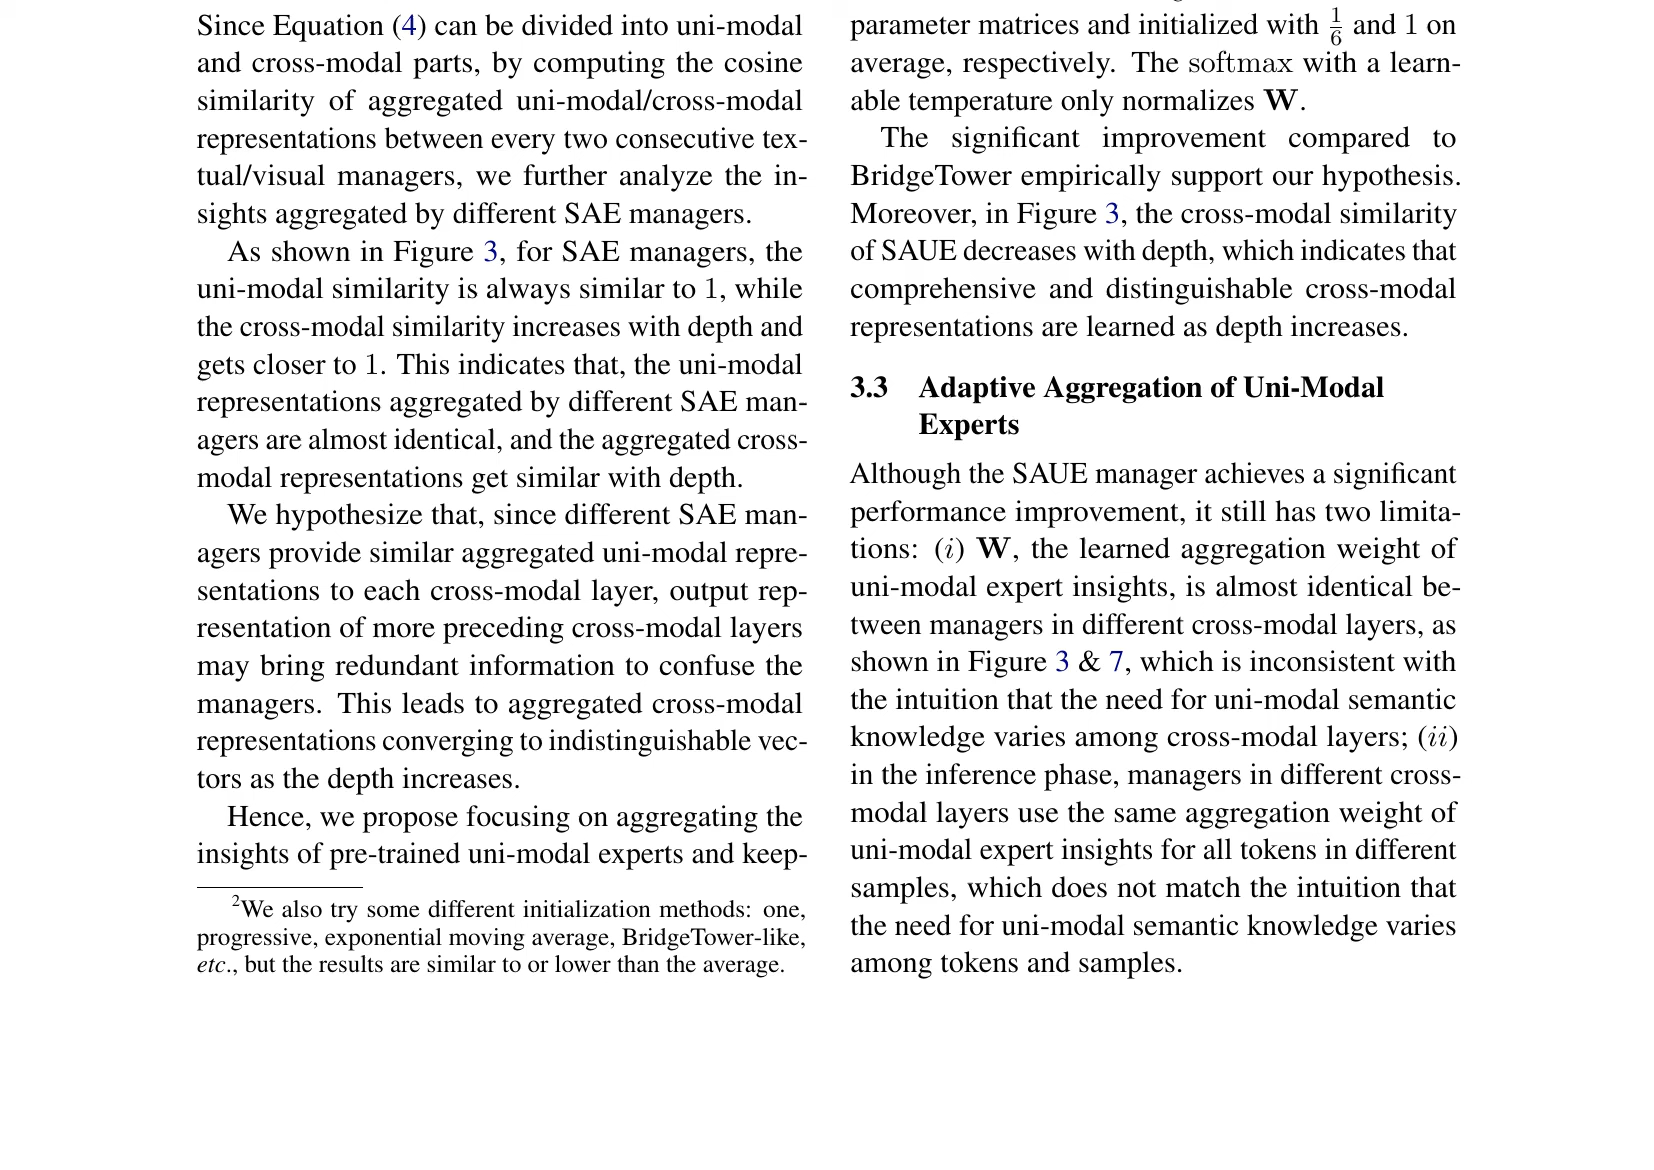 Since Equation (4) can be divided into uni-modal
and cross-modal parts, by computing the cosine
similarity of aggregated uni-modal/cross-modal
representations between every two consecutive tex-
tual/visual managers, we further analyze the in-
sights aggregated by different SAE managers.
As shown in Figure 3, for SAE managers, the
uni-modal similarity is always similar to 1, while
the cross-modal similarity increases with depth and
gets closer to 1. This indicates that, the uni-modal
representations aggregated by different SAE man-
agers are almost identical, and the aggregated cross-
modal representations get similar with depth.
We hypothesize that, since different SAE man-
agers provide similar aggregated uni-modal repre-
sentations to each cross-modal layer, output rep-
resentation of more preceding cross-modal layers
may bring redundant information to confuse the
managers. This leads to aggregated cross-modal
representations converging to indistinguishable vec-
tors as the depth increases.
Hence, we propose focusing on aggregating the
insights of pre-trained uni-modal experts and keep-
2We also try some different initialization methods: one,
progressive, exponential moving average, BridgeTower-like,
etc., but the results are similar to or lower than the average.
parameter matrices and initialized with 1/6 and 1 on
average, respectively. The softmax with a learn-
able temperature only normalizes W.
The significant improvement compared to
BridgeTower empirically support our hypothesis.
Moreover, in Figure 3, the cross-modal similarity
of SAUE decreases with depth, which indicates that
comprehensive and distinguishable cross-modal
representations are learned as depth increases.
3.3 Adaptive Aggregation of Uni-Modal
Experts
Although the SAUE manager achieves a significant
performance improvement, it still has two limita-
tions: (i) W, the learned aggregation weight of
uni-modal expert insights, is almost identical be-
tween managers in different cross-modal layers, as
shown in Figure 3 & 7, which is inconsistent with
the intuition that the need for uni-modal semantic
knowledge varies among cross-modal layers; (ii)
in the inference phase, managers in different cross-
modal layers use the same aggregation weight of
uni-modal expert insights for all tokens in different
samples, which does not match the intuition that
the need for uni-modal semantic knowledge varies
among tokens and samples.